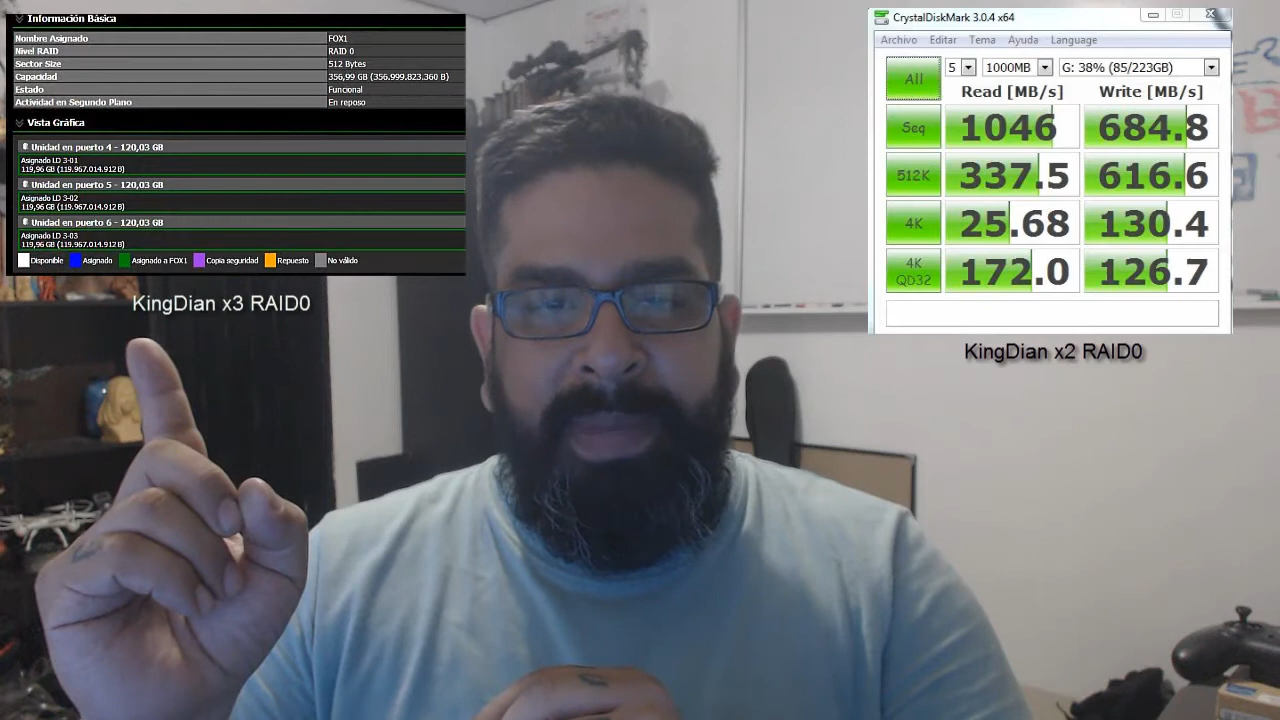 Información Básica
Nombre Asignado FOX1
Nivel RAID RAID 0
Sector Size 512 Bytes
Capacidad 356,99 GB (356.999.823.360 B)
Estado Funcional
Actividad en Segundo Plano En reposo
Vista Gráfica
Unidad en puerto 4 - 120,03 GB
Asignado LD 3-01
119,96 GB (119.967.014.912 B)
Unidad en puerto 5 - 120,03 GB
Asignado LD 3-02
119,96 GB (119.967.014.912 B)
Unidad en puerto 6 - 120,03 GB
Asignado LD 3-03
119,96 GB (119.967.014.912 B)
Disponible Asignado Asignado a FOX1 Copia seguridad Repuesto No válido
KingDian x3 RAID0
CrystalDiskMark 3.0.4 x64
Archivo Editar Tema Ayuda Language
All 5 1000MB G: 38% (85/223GB)
Read [MB/s] Write [MB/s]
Seq 1046 684.8
512K 337.5 616.6
4K 25.68 130.4
4K QD32 172.0 126.7
KingDian x2 RAID0